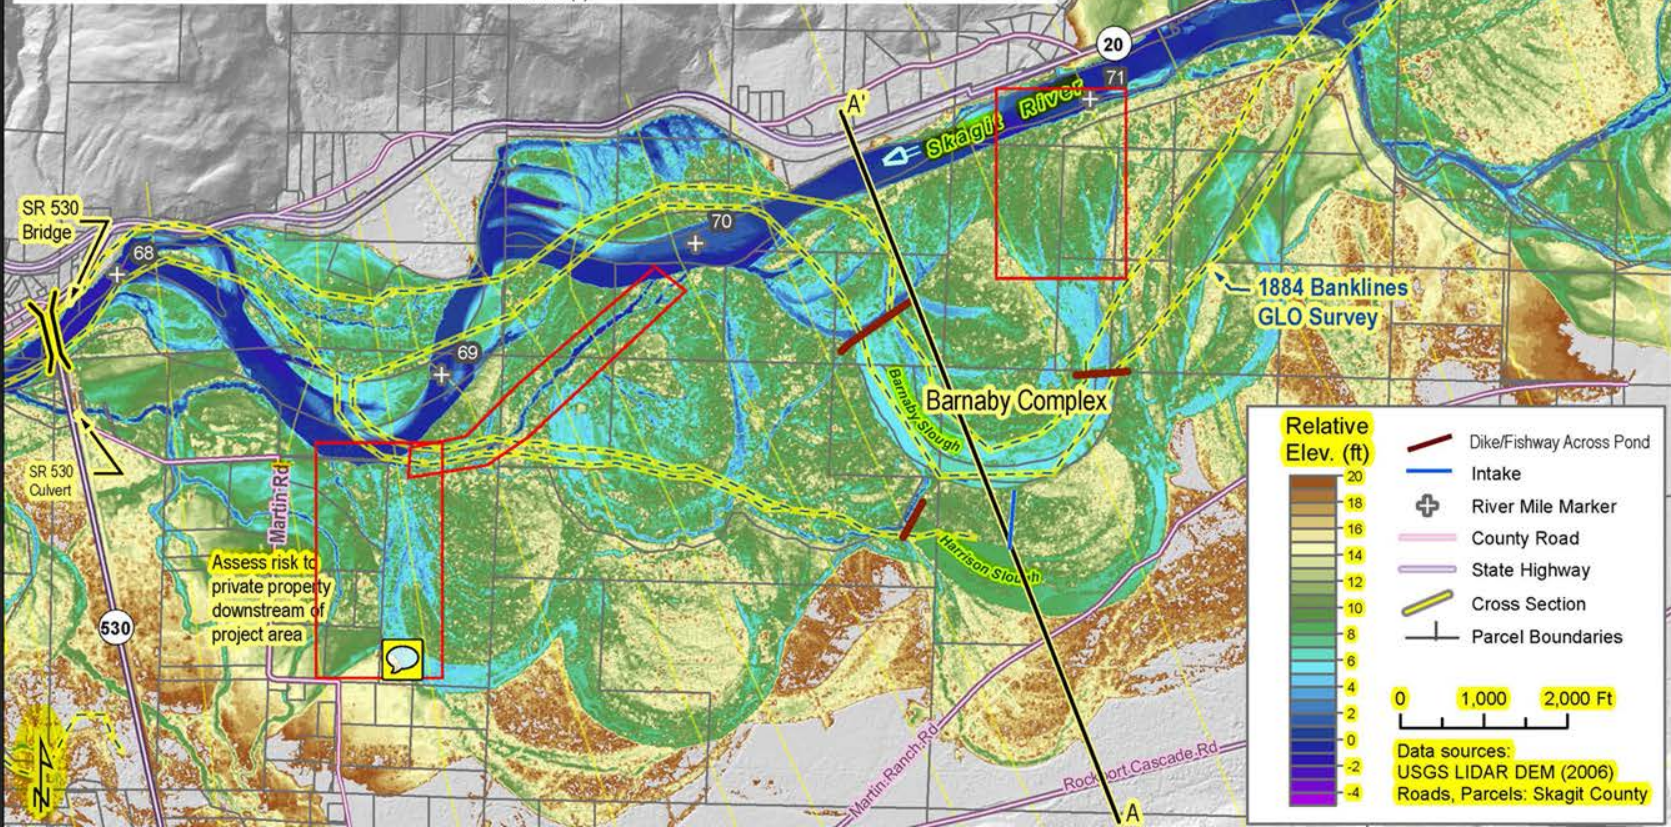 20
71
A'
Skagit River
SR 530
Bridge
68
70
69
1884 Banklines
GLO Survey
Barnaby Slough
Barnaby Complex
SR 530
Culvert
Martin Rd
Harrison Slough
Assess risk to
private property
downstream of
project area
530
N
Martin Ranch Rd
Rockport Cascade Rd
A
Relative
Elev. (ft)
20
18
16
14
12
10
8
6
4
2
0
-2
-4
Dike/Fishway Across Pond
Intake
River Mile Marker
County Road
State Highway
Cross Section
Parcel Boundaries
0 1,000 2,000 Ft
Data sources:
USGS LIDAR DEM (2006)
Roads, Parcels: Skagit County